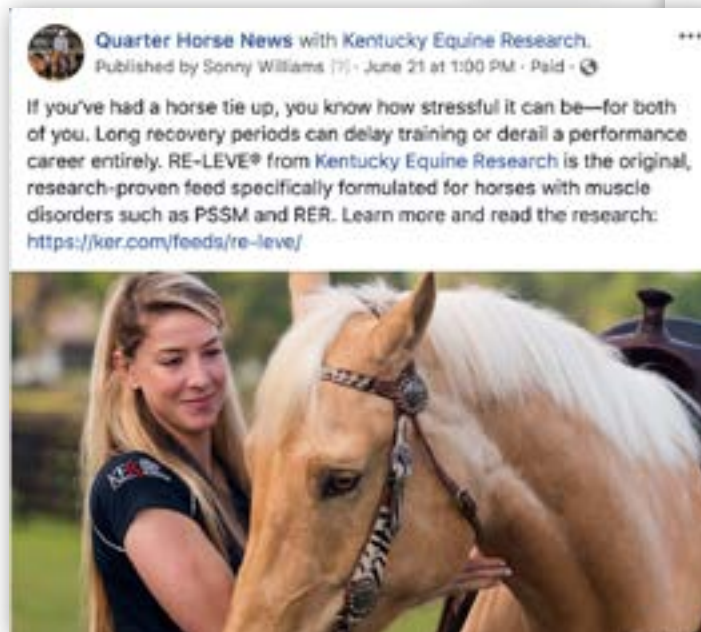 Quarter Horse News with Kentucky Equine Research.
Published by Sonny Williams [?] · June 21 at 1:00 PM · Paid ·
If you've had a horse tie up, you know how stressful it can be—for both
of you. Long recovery periods can delay training or derail a performance
career entirely. RE-LEVE® from Kentucky Equine Research is the original,
research-proven feed specifically formulated for horses with muscle
disorders such as PSSM and RER. Learn more and read the research:
https://ker.com/feeds/re-leve/
KER